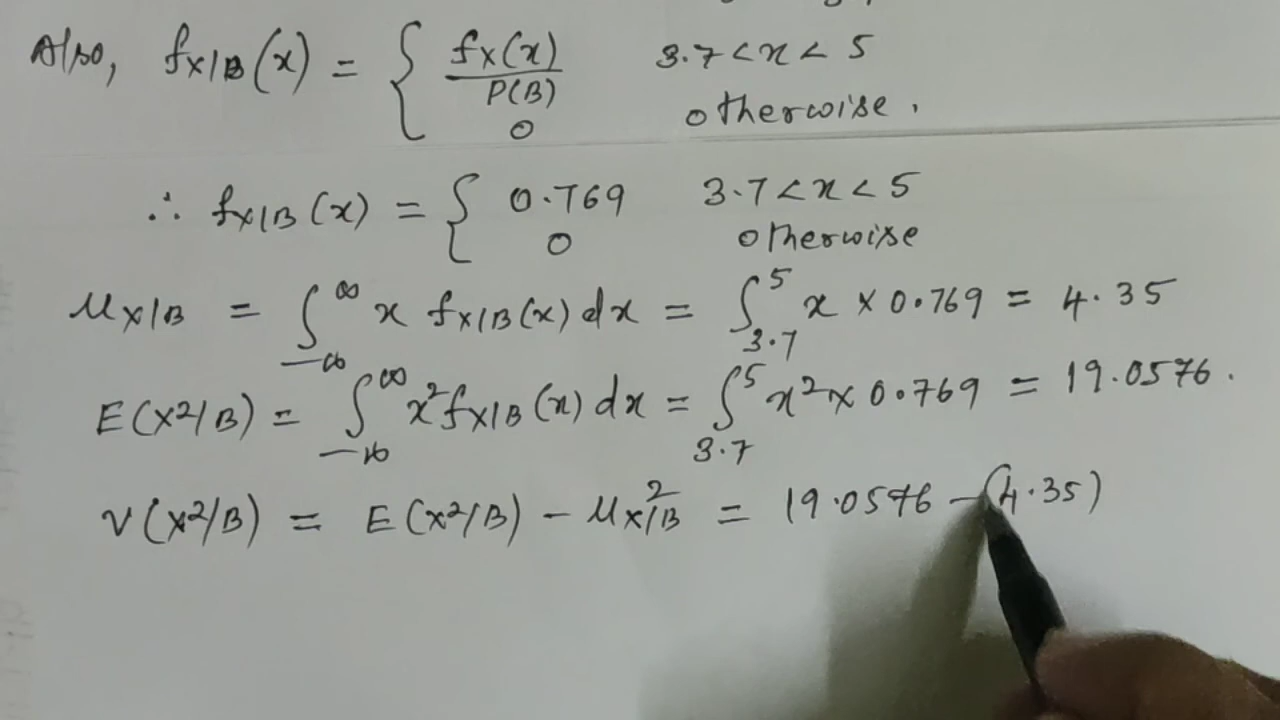 Also, fX|B(x) = { fX(x)/P(B) 3.7 < x < 5
0 otherwise.
∴ fX|B(x) = { 0.769 3.7 < x < 5
0 otherwise
μX|B = ∫_{-∞}^{∞} x fX|B(x) dx = ∫_{3.7}^{5} x × 0.769 = 4.35
E(X²|B) = ∫_{-∞}^{∞} x² fX|B(x) dx = ∫_{3.7}^{5} x² × 0.769 = 19.0576.
V(X²|B) = E(X²|B) - μ²X|B = 19.0576 - (4.35)